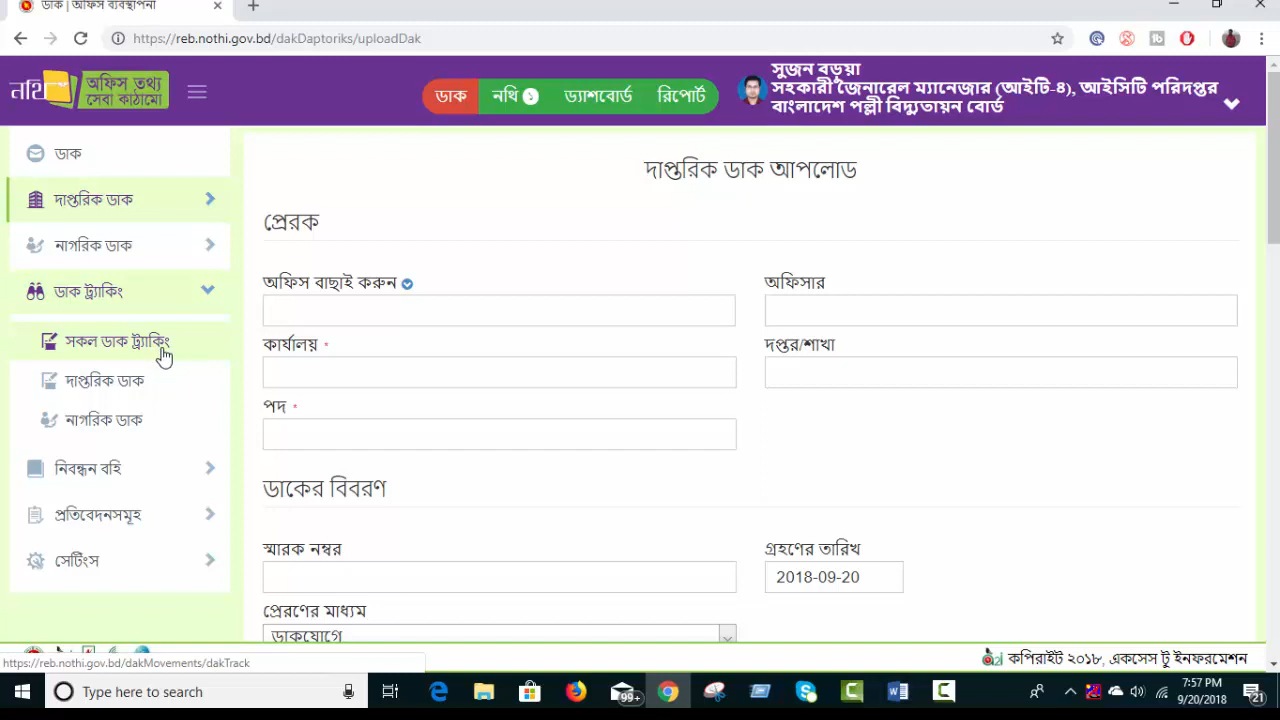 ডাক | অফিস ব্যবস্থাপনা
https://reb.nothi.gov.bd/dakDaptoriks/uploadDak
নথি অফিস তথ্য সেবা কাঠামো
ডাক নথি ১ ড্যাশবোর্ড রিপোর্ট
সুজন বড়ুয়া
সহকারী জেনারেল ম্যানেজার (আইটি-৪), আইসিটি পরিদপ্তর
বাংলাদেশ পল্লী বিদ্যুতায়ন বোর্ড
ডাক
দাপ্তরিক ডাক
নাগরিক ডাক
ডাক ট্র্যাকিং
সকল ডাক ট্র্যাকিং
দাপ্তরিক ডাক
নাগরিক ডাক
নিবন্ধন বহি
প্রতিবেদনসমূহ
সেটিংস
দাপ্তরিক ডাক আপলোড
প্রেরক
অফিস বাছাই করুন অফিসার
কার্যালয় * দপ্তর/শাখা
পদ *
ডাকের বিবরণ
স্মারক নম্বর গ্রহণের তারিখ
2018-09-20
প্রেরণের মাধ্যম
ডাকযোগে
https://reb.nothi.gov.bd/dakMovements/dakTrack
কপিরাইট ২০১৮, একসেস টু ইনফরমেশন
Type here to search
99+
7:57 PM
9/20/2018
21